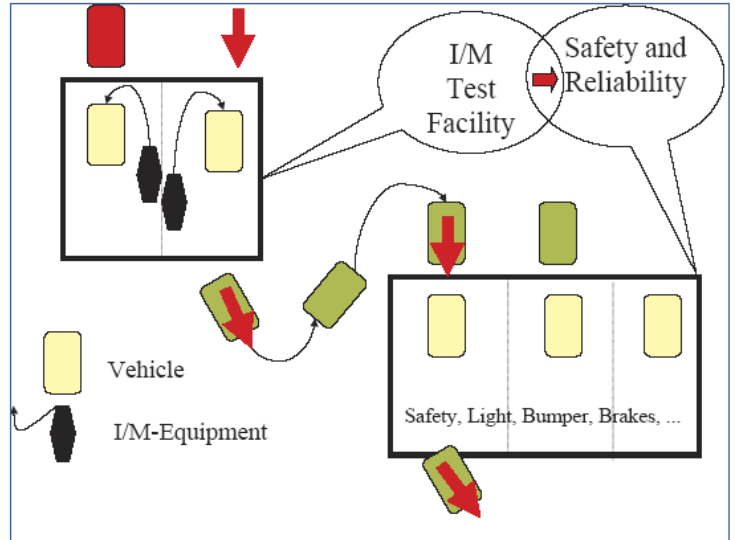 I/M
Test
Facility
Safety and
Reliability
Safety, Light, Bumper, Brakes, ...
Vehicle
I/M-Equipment